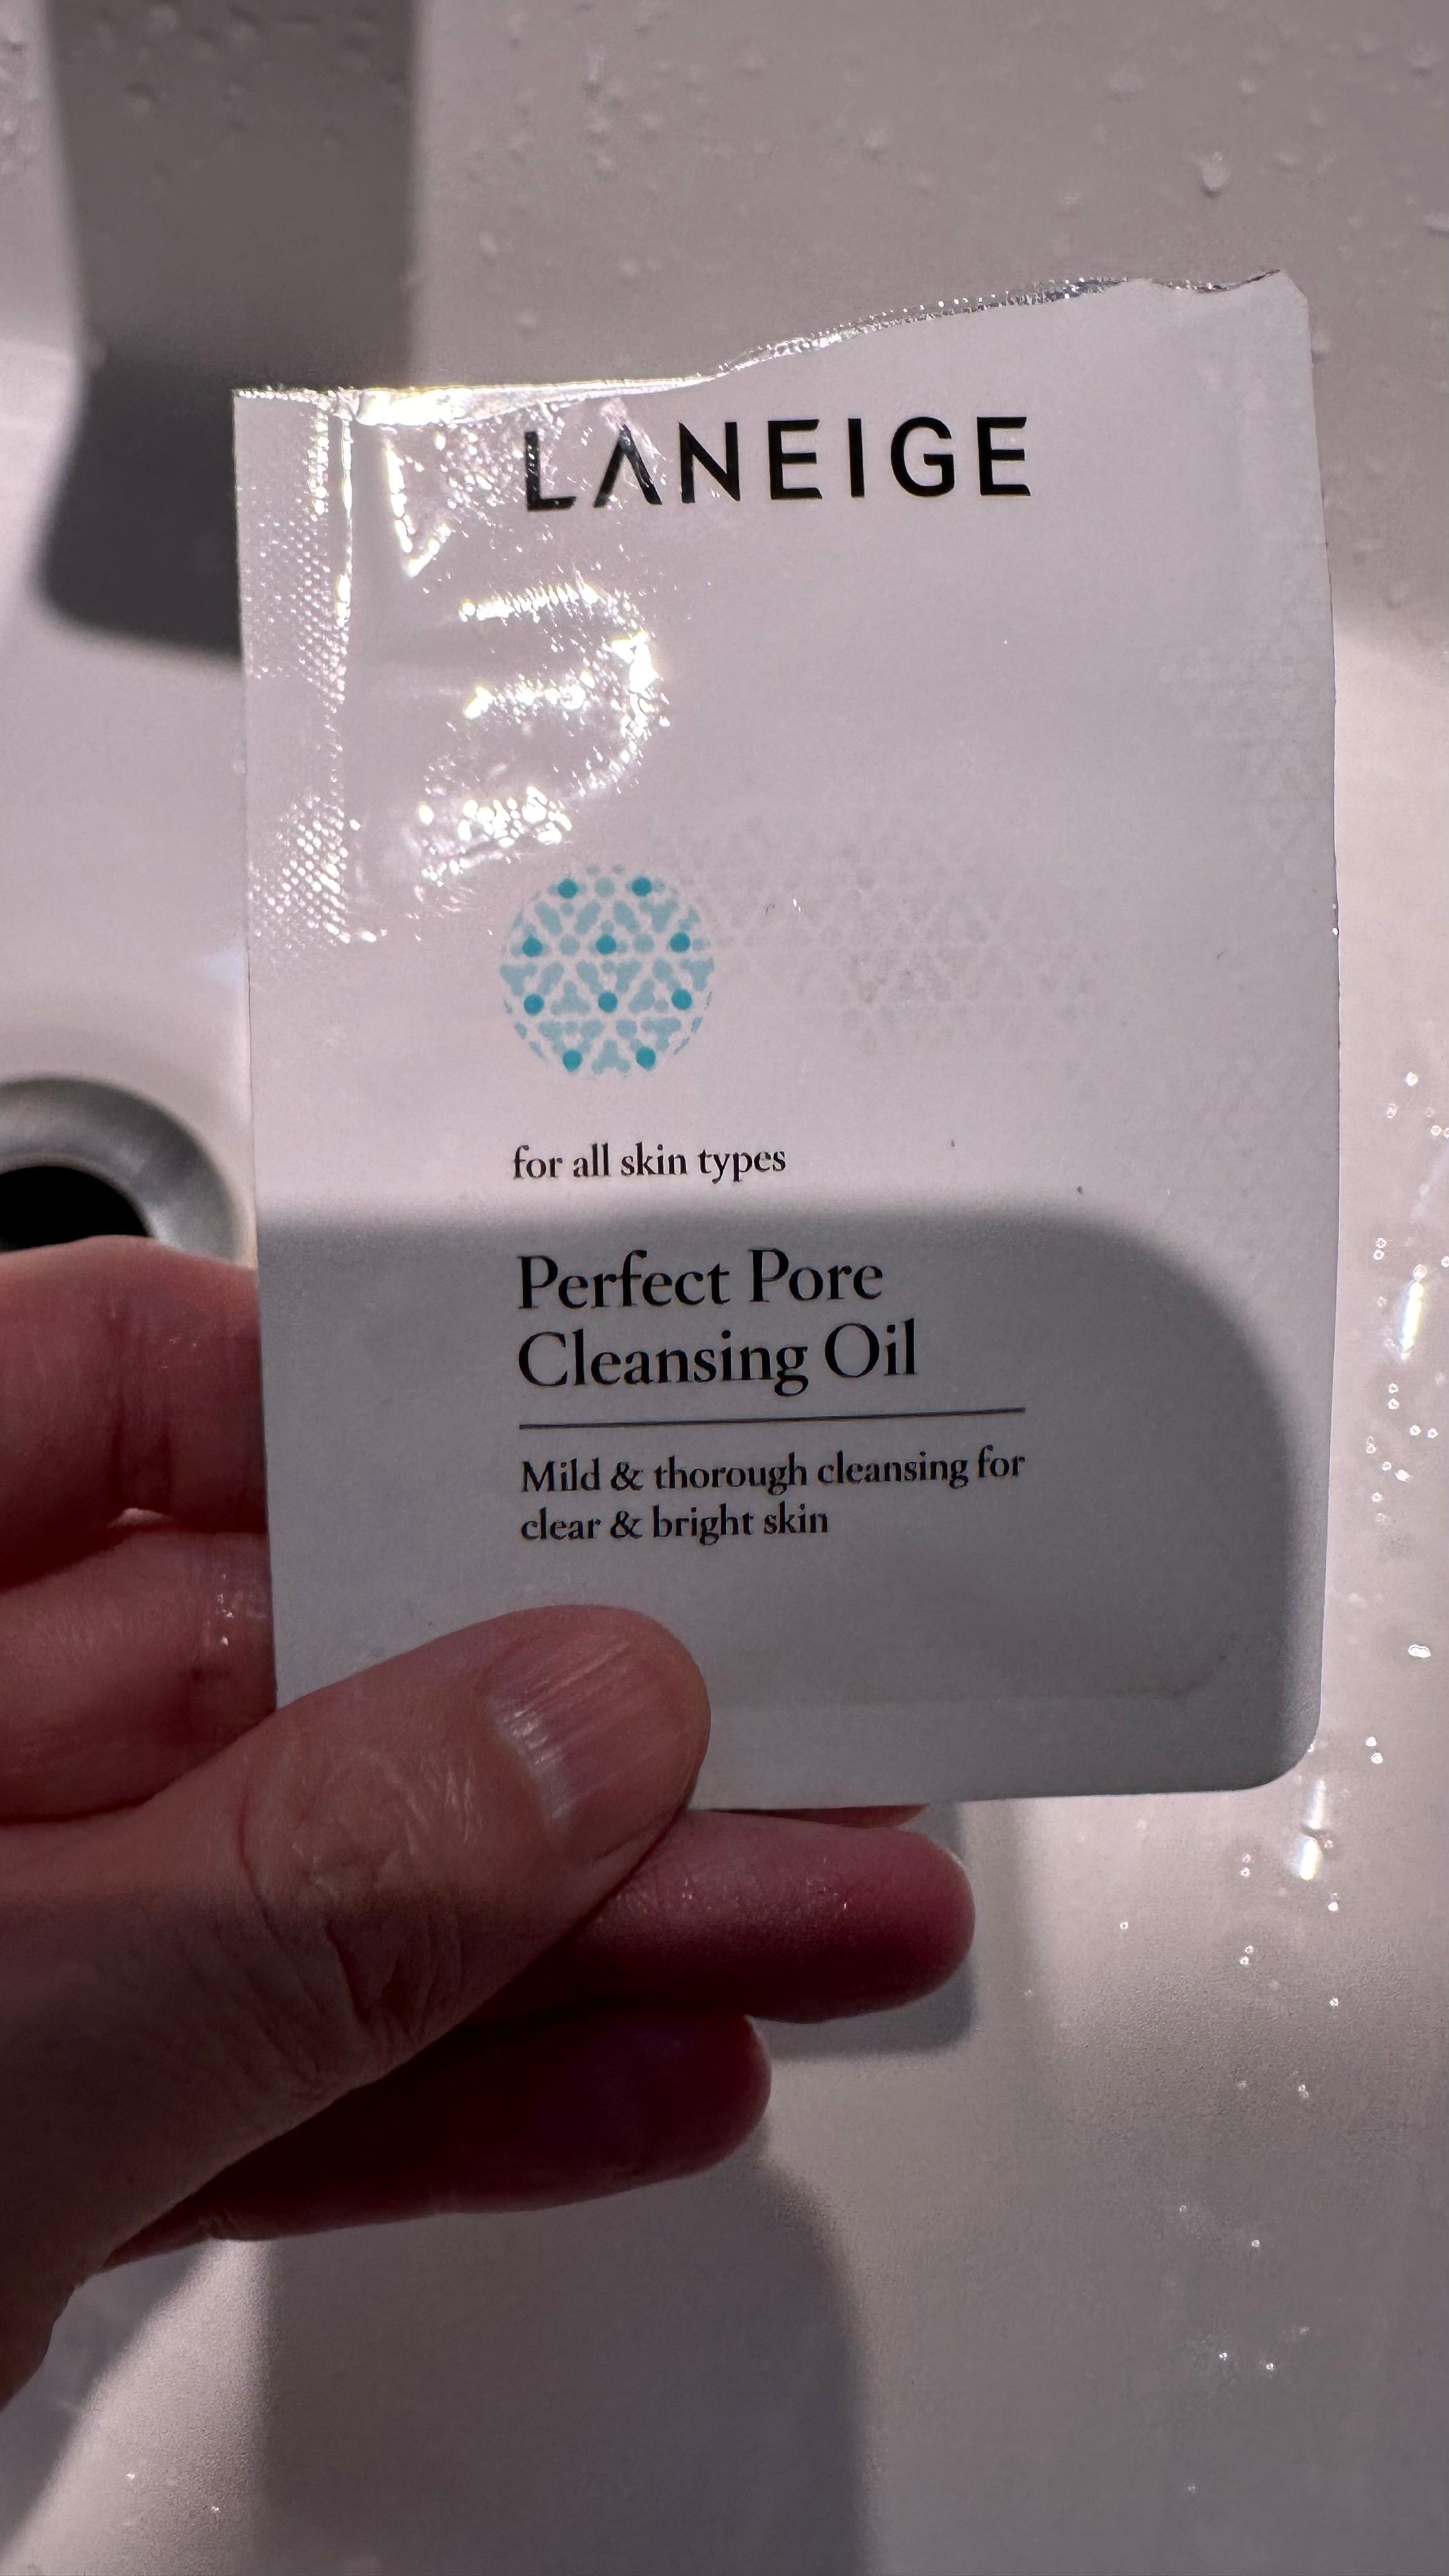 LANEIGE
for all skin types
Perfect Pore
Cleansing Oil
Mild & thorough cleansing for
clear & bright skin